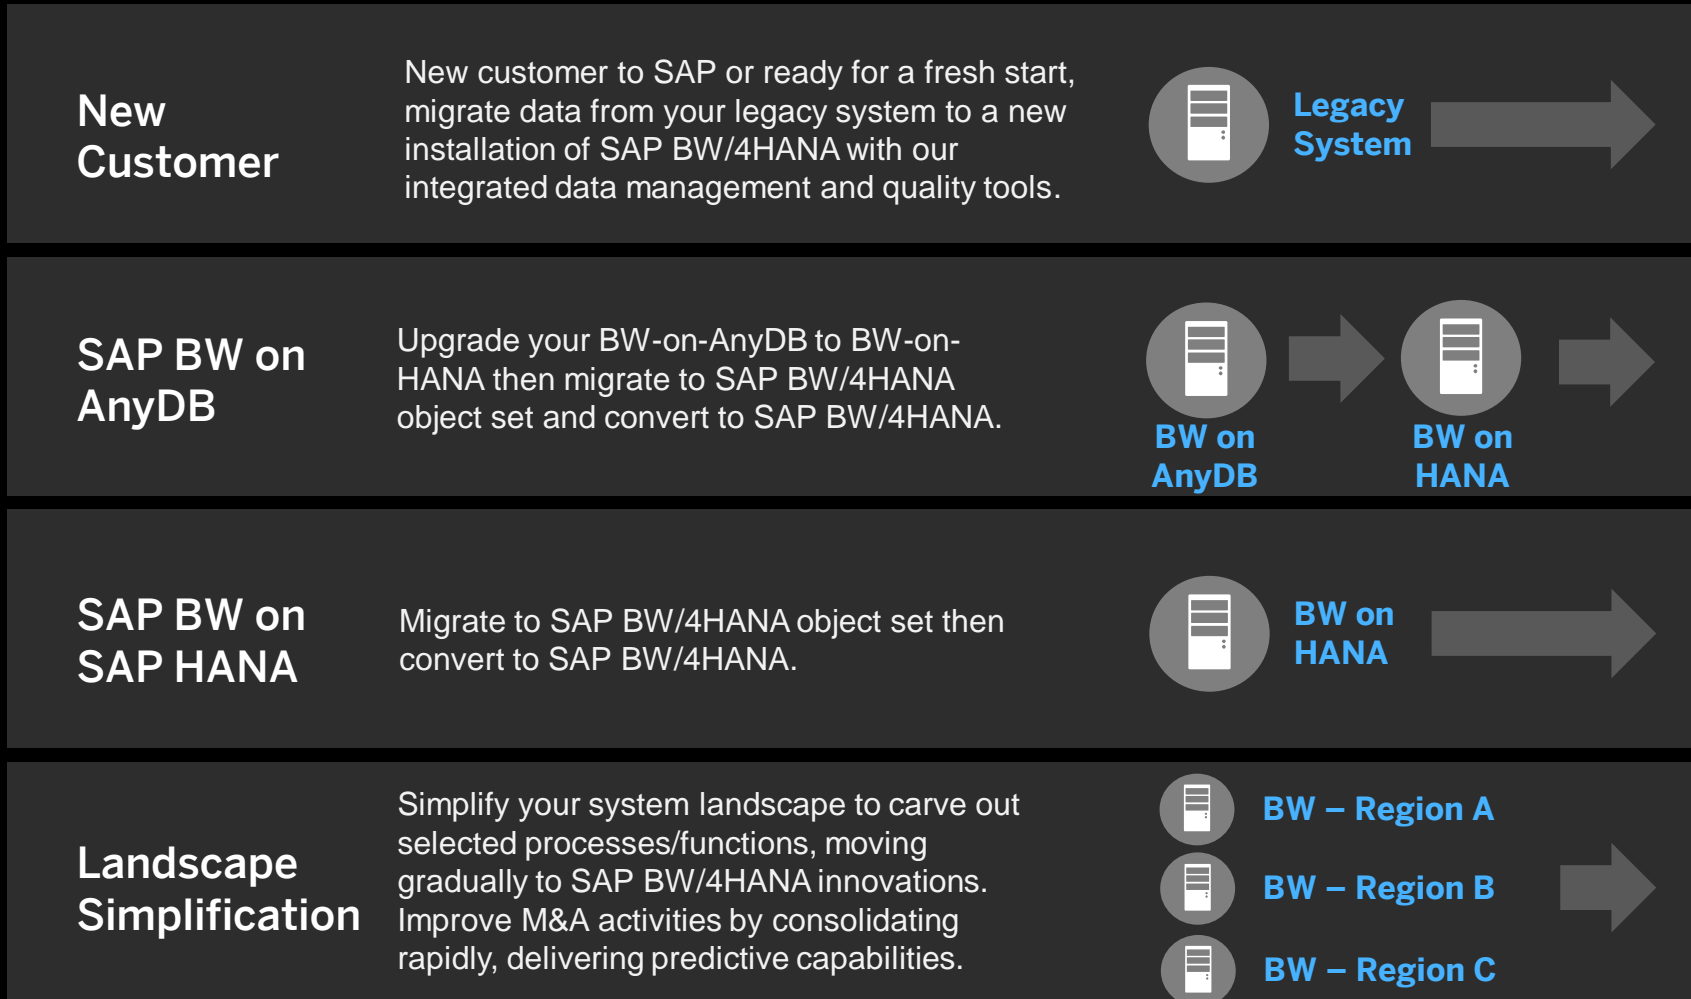 New
Customer
New customer to SAP or ready for a fresh start,
migrate data from your legacy system to a new
installation of SAP BW/4HANA with our
integrated data management and quality tools.
Legacy
System
SAP BW on
AnyDB
Upgrade your BW-on-AnyDB to BW-on-
HANA then migrate to SAP BW/4HANA
object set and convert to SAP BW/4HANA.
BW on
AnyDB
BW on
HANA
SAP BW on
SAP HANA
Migrate to SAP BW/4HANA object set then
convert to SAP BW/4HANA.
BW on
HANA
Landscape
Simplification
Simplify your system landscape to carve out
selected processes/functions, moving
gradually to SAP BW/4HANA innovations.
Improve M&A activities by consolidating
rapidly, delivering predictive capabilities.
BW – Region A
BW – Region B
BW – Region C